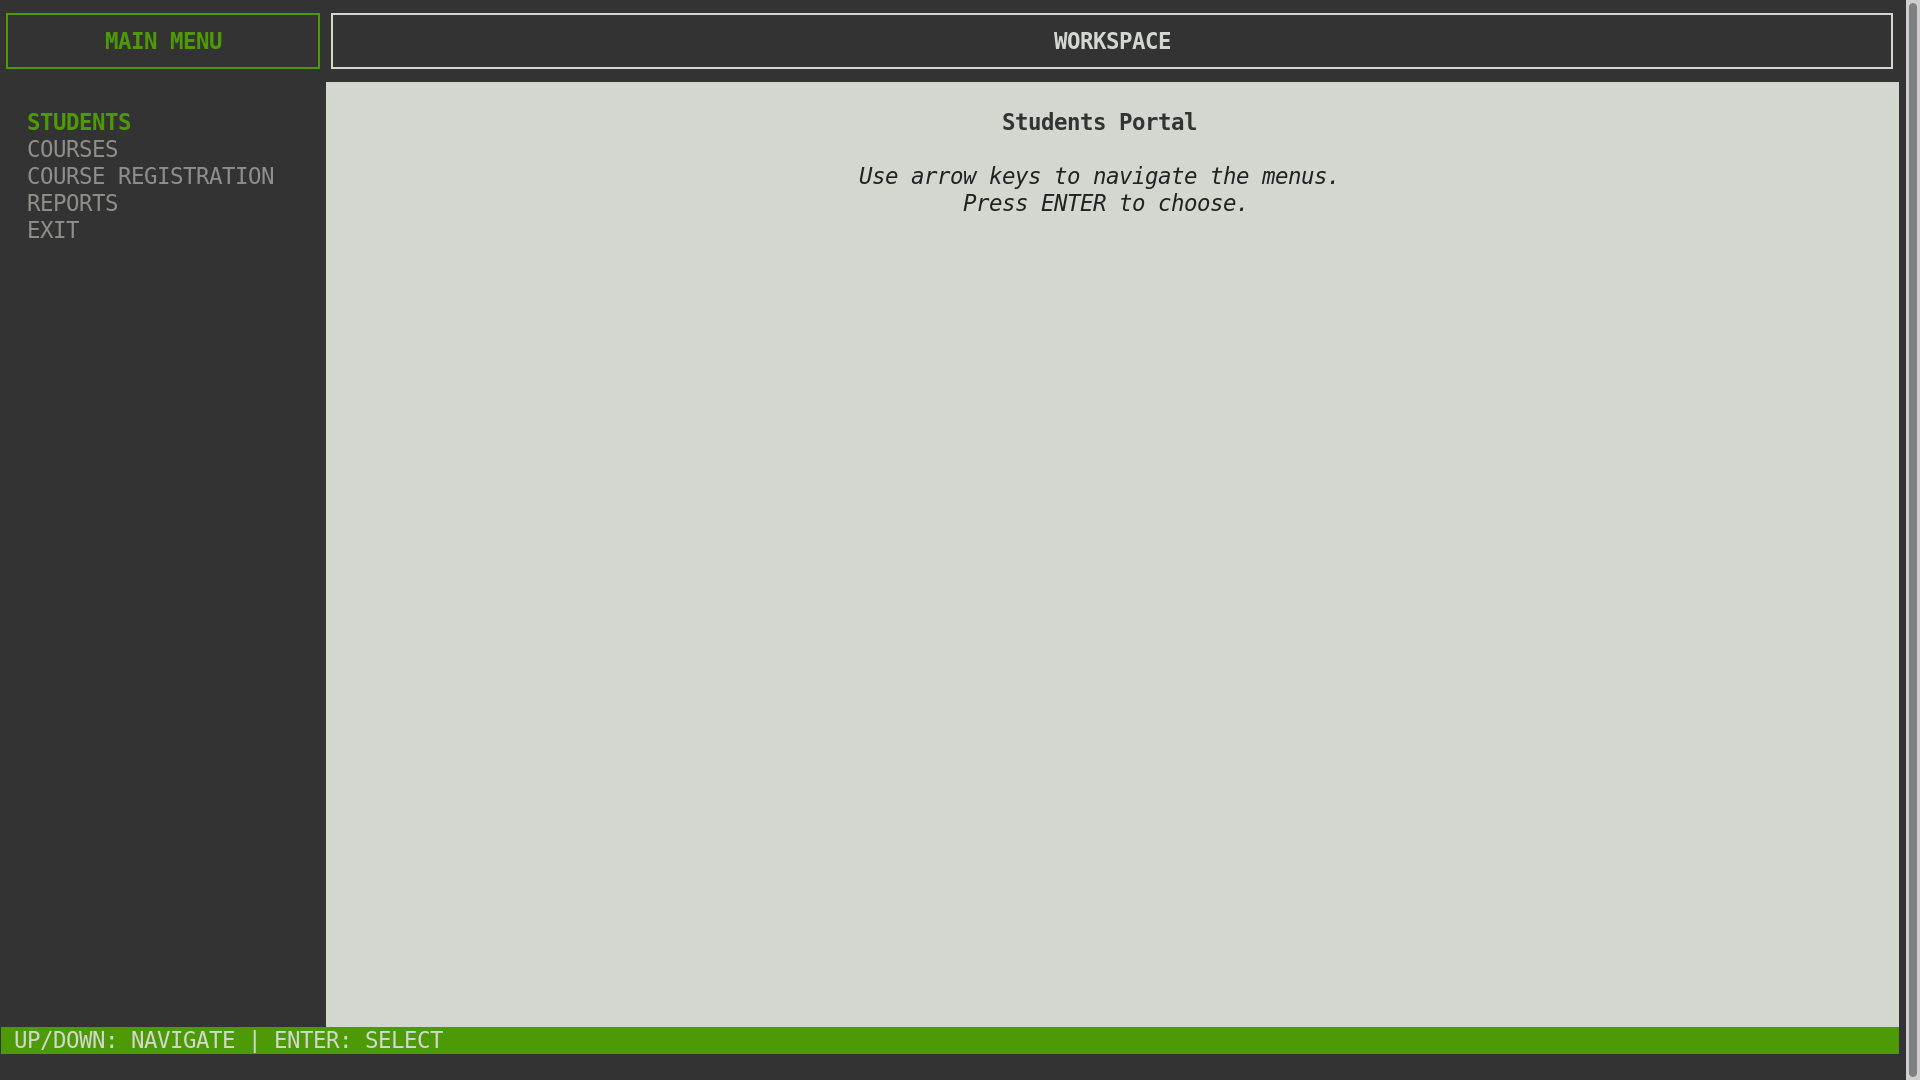 MAIN MENU
WORKSPACE
STUDENTS
COURSES
COURSE REGISTRATION
REPORTS
EXIT
Students Portal
Use arrow keys to navigate the menus.
Press ENTER to choose.
UP/DOWN: NAVIGATE | ENTER: SELECT